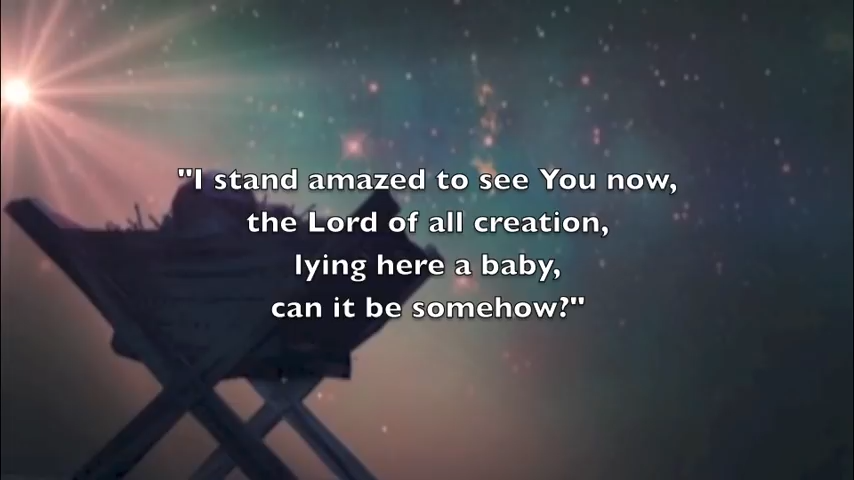 "I stand amazed to see You now,
the Lord of all creation,
lying here a baby,
can it be somehow?"